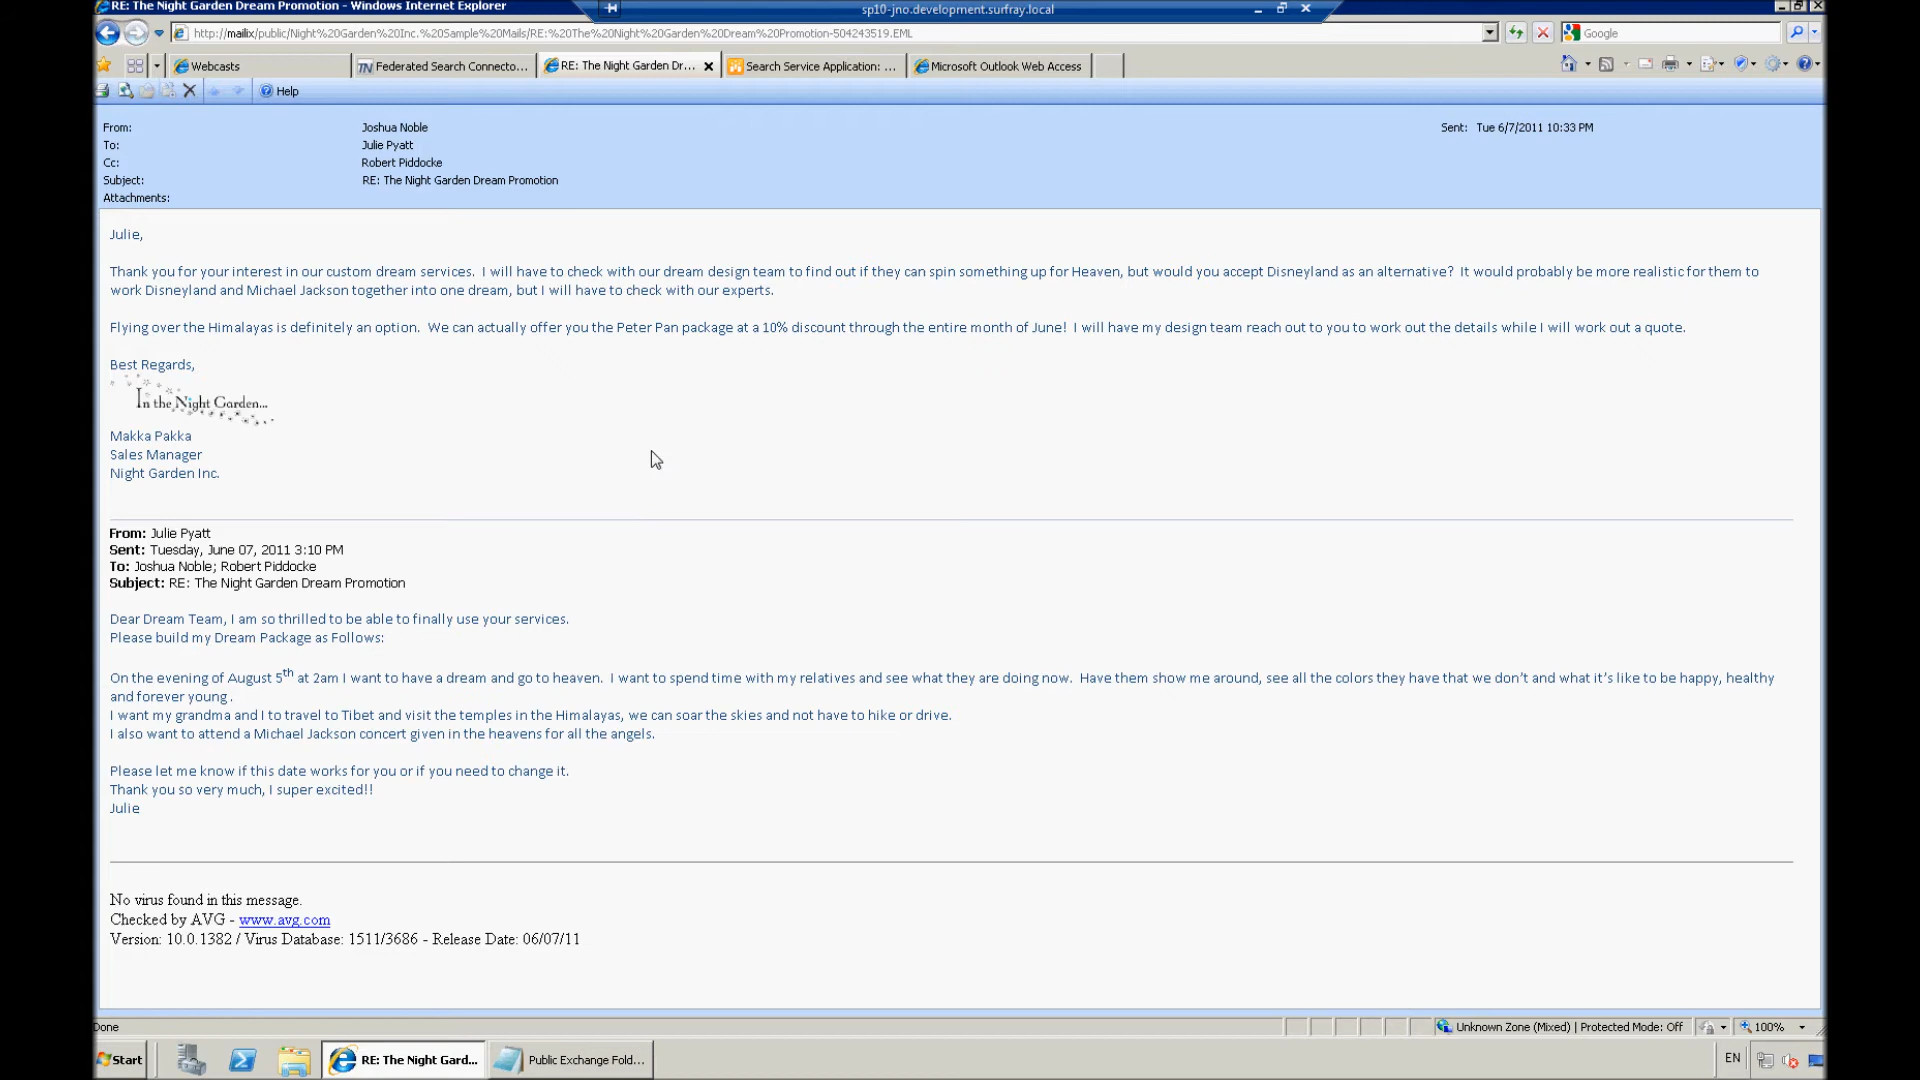 RE: The Night Garden Dream Promotion - Windows Internet Explorer
sp10-jno.development.surfray.local
http://mailix/public/Night%20Garden%20Inc.%20Sample%20Mails/RE:%20The%20Night%20Garden%20Dream%20Promotion-504243519.EML
Google
Webcasts
TN Federated Search Connecto...
RE: The Night Garden Dr...
Search Service Application: ...
Microsoft Outlook Web Access
Help
From: Joshua Noble
Sent: Tue 6/7/2011 10:33 PM
To: Julie Pyatt
Cc: Robert Piddocke
Subject: RE: The Night Garden Dream Promotion
Attachments:
Julie,
Thank you for your interest in our custom dream services.  I will have to check with our dream design team to find out if they can spin something up for Heaven, but would you accept Disneyland as an alternative?  It would probably be more realistic for them to
work Disneyland and Michael Jackson together into one dream, but I will have to check with our experts.
Flying over the Himalayas is definitely an option.  We can actually offer you the Peter Pan package at a 10% discount through the entire month of June!  I will have my design team reach out to you to work out the details while I will work out a quote.
Best Regards,
In the Night Garden...
Makka Pakka
Sales Manager
Night Garden Inc.
From: Julie Pyatt
Sent: Tuesday, June 07, 2011 3:10 PM
To: Joshua Noble; Robert Piddocke
Subject: RE: The Night Garden Dream Promotion
Dear Dream Team, I am so thrilled to be able to finally use your services.
Please build my Dream Package as Follows:
On the evening of August 5th at 2am I want to have a dream and go to heaven.  I want to spend time with my relatives and see what they are doing now.  Have them show me around, see all the colors they have that we don't and what it's like to be happy, healthy
and forever young .
I want my grandma and I to travel to Tibet and visit the temples in the Himalayas, we can soar the skies and not have to hike or drive.
I also want to attend a Michael Jackson concert given in the heavens for all the angels.
Please let me know if this date works for you or if you need to change it.
Thank you so very much, I super excited!!
Julie
No virus found in this message.
Checked by AVG - www.avg.com
Version: 10.0.1382 / Virus Database: 1511/3686 - Release Date: 06/07/11
Done
Unknown Zone (Mixed) | Protected Mode: Off
100%
Start
RE: The Night Gard...
Public Exchange Fold...
EN